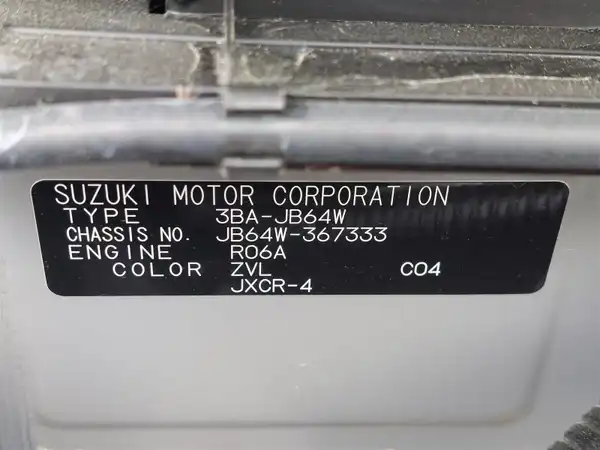 SUZUKI MOTOR CORPORATION
TYPE 3BA-JB64W
CHASSIS NO. JB64W-367333
ENGINE R06A
COLOR ZVL C04
JXCR-4